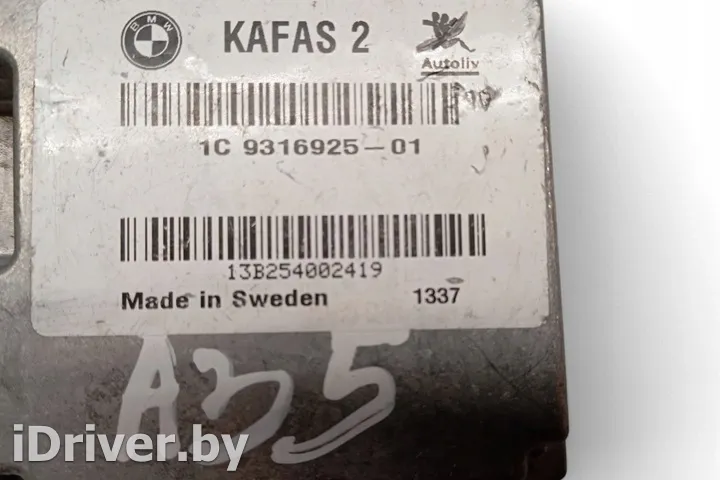 BMW
KAFAS 2
Autoliv
1C 9316925-01
13B254002419
Made in Sweden 1337
A35
iDriver.by